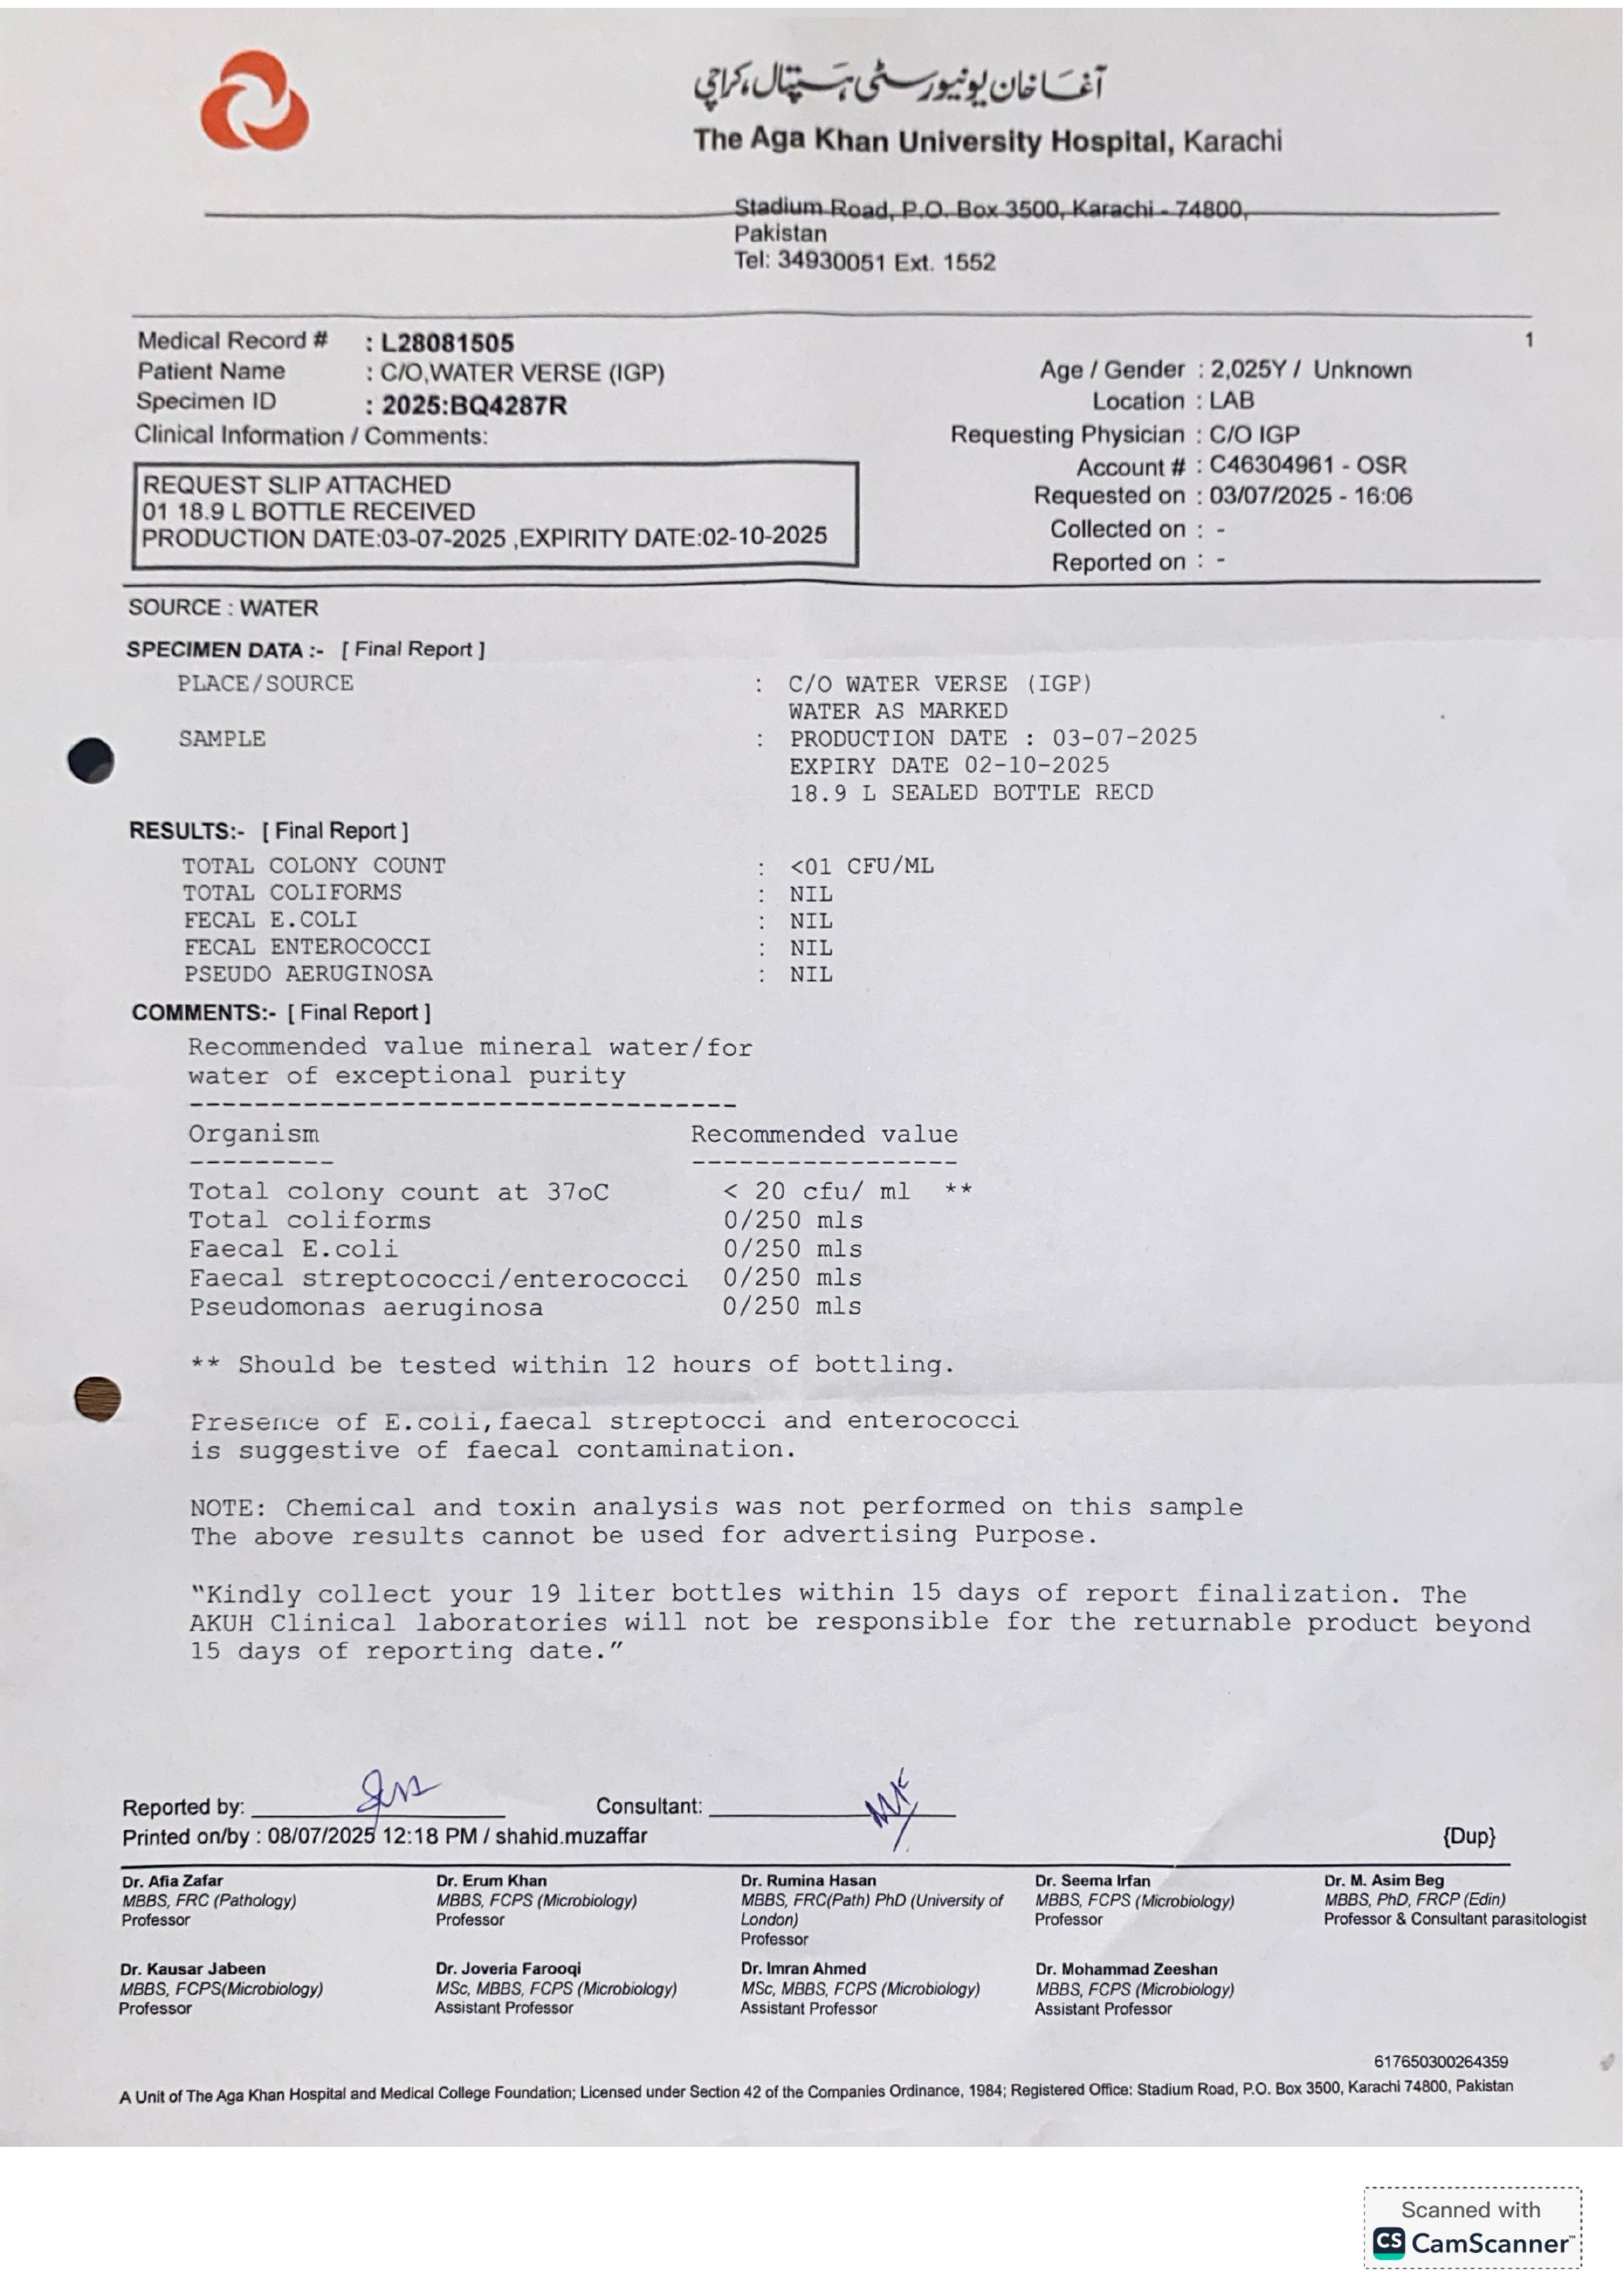 آغا خان یونیورسٹی ہسپتال، کراچی
The Aga Khan University Hospital, Karachi
Stadium Road, P.O. Box 3500, Karachi - 74800,
Pakistan
Tel: 34930051 Ext. 1552
1
Medical Record # : L28081505
Patient Name : C/O,WATER VERSE (IGP)
Specimen ID : 2025:BQ4287R
Clinical Information / Comments:
Age / Gender : 2,025Y / Unknown
Location : LAB
Requesting Physician : C/O IGP
Account # : C46304961 - OSR
Requested on : 03/07/2025 - 16:06
Collected on : -
Reported on : -
REQUEST SLIP ATTACHED
01 18.9 L BOTTLE RECEIVED
PRODUCTION DATE:03-07-2025 ,EXPIRITY DATE:02-10-2025
SOURCE : WATER
SPECIMEN DATA :- [ Final Report ]
PLACE/SOURCE : C/O WATER VERSE (IGP)
WATER AS MARKED
SAMPLE : PRODUCTION DATE : 03-07-2025
EXPIRY DATE 02-10-2025
18.9 L SEALED BOTTLE RECD
RESULTS:- [ Final Report ]
TOTAL COLONY COUNT : <01 CFU/ML
TOTAL COLIFORMS : NIL
FECAL E.COLI : NIL
FECAL ENTEROCOCCI : NIL
PSEUDO AERUGINOSA : NIL
COMMENTS:- [ Final Report ]
Recommended value mineral water/for
water of exceptional purity
----------------------------------
Organism Recommended value
--------- -----------------
Total colony count at 37oC < 20 cfu/ ml **
Total coliforms 0/250 mls
Faecal E.coli 0/250 mls
Faecal streptococci/enterococci 0/250 mls
Pseudomonas aeruginosa 0/250 mls
** Should be tested within 12 hours of bottling.
Presence of E.coli,faecal streptocci and enterococci
is suggestive of faecal contamination.
NOTE: Chemical and toxin analysis was not performed on this sample
The above results cannot be used for advertising Purpose.
"Kindly collect your 19 liter bottles within 15 days of report finalization. The
AKUH Clinical laboratories will not be responsible for the returnable product beyond
15 days of reporting date."
Reported by: Consultant:
Printed on/by : 08/07/2025 12:18 PM / shahid.muzaffar {Dup}
Dr. Afia Zafar
MBBS, FRC (Pathology)
Professor
Dr. Erum Khan
MBBS, FCPS (Microbiology)
Professor
Dr. Rumina Hasan
MBBS, FRC(Path) PhD (University of
London)
Professor
Dr. Seema Irfan
MBBS, FCPS (Microbiology)
Professor
Dr. M. Asim Beg
MBBS, PhD, FRCP (Edin)
Professor & Consultant parasitologist
Dr. Kausar Jabeen
MBBS, FCPS(Microbiology)
Professor
Dr. Joveria Farooqi
MSc, MBBS, FCPS (Microbiology)
Assistant Professor
Dr. Imran Ahmed
MSc, MBBS, FCPS (Microbiology)
Assistant Professor
Dr. Mohammad Zeeshan
MBBS, FCPS (Microbiology)
Assistant Professor
617650300264359
A Unit of The Aga Khan Hospital and Medical College Foundation; Licensed under Section 42 of the Companies Ordinance, 1984; Registered Office: Stadium Road, P.O. Box 3500, Karachi 74800, Pakistan
Scanned with
CS CamScanner™